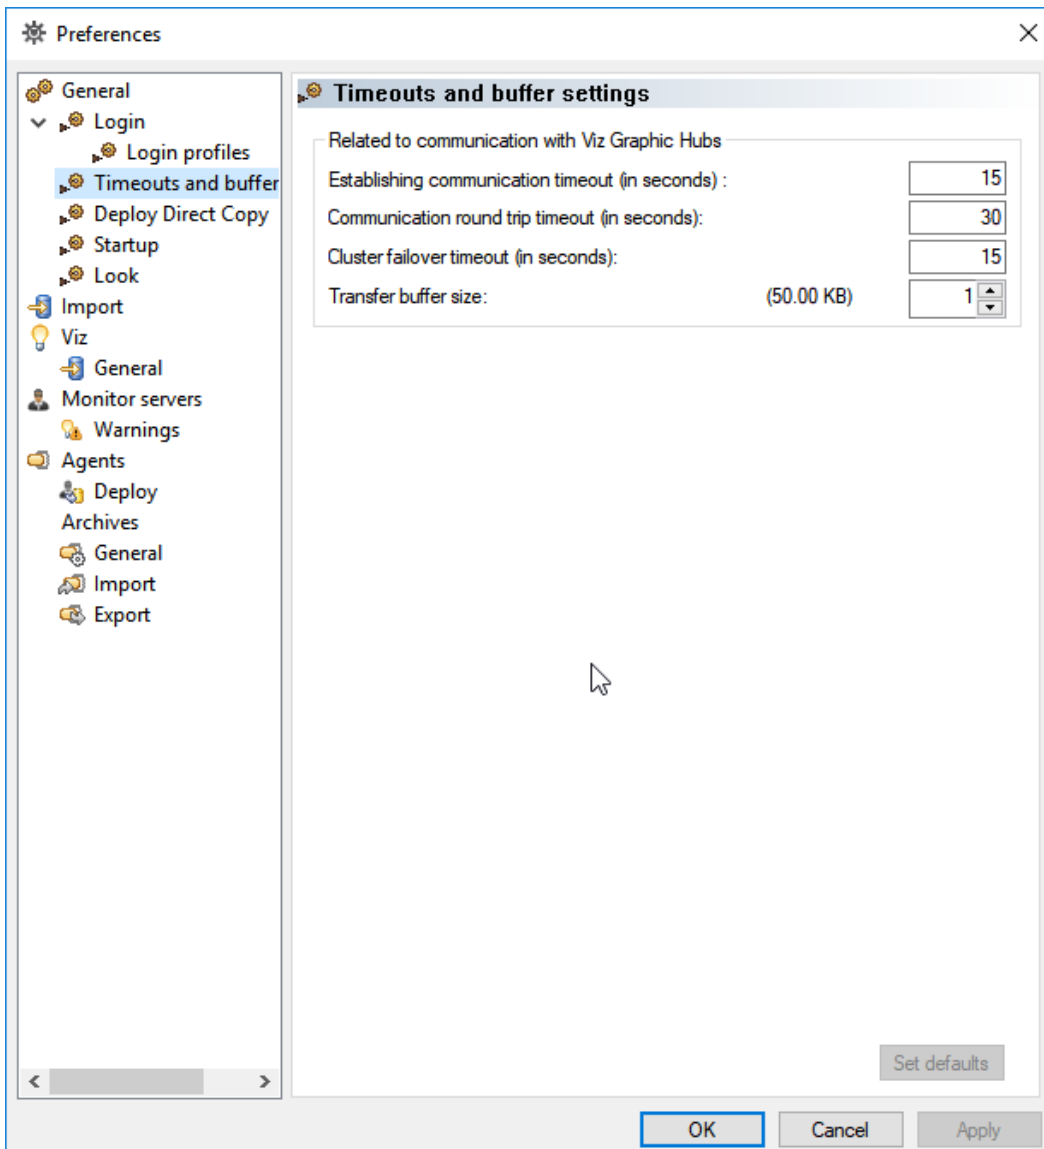 Preferences
General
Login
Login profiles
Timeouts and buffer
Deploy Direct Copy
Startup
Look
Import
Viz
General
Monitor servers
Warnings
Agents
Deploy
Archives
General
Import
Export
Timeouts and buffer settings
Related to communication with Viz Graphic Hubs
Establishing communication timeout (in seconds) : 15
Communication round trip timeout (in seconds): 30
Cluster failover timeout (in seconds): 15
Transfer buffer size: (50.00 KB) 1
Set defaults
OK Cancel Apply